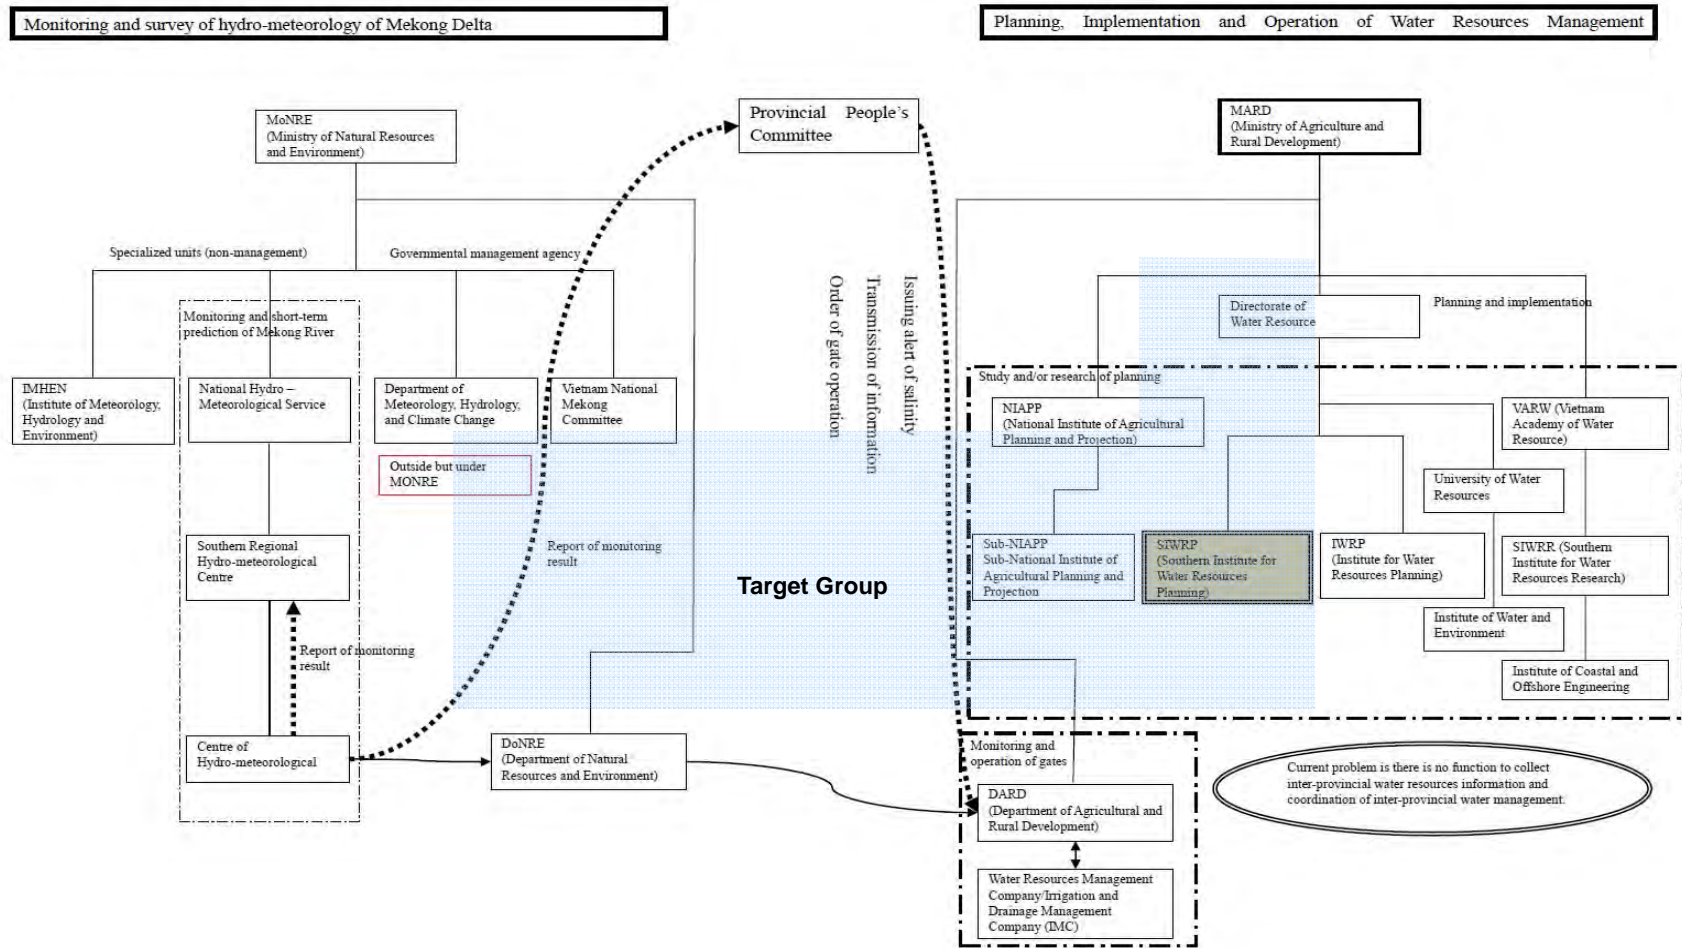 Monitoring and survey of hydro-meteorology of Mekong Delta
Planning, Implementation and Operation of Water Resources Management
MoNRE
(Ministry of Natural Resources
and Environment)
Provincial People's
Committee
MARD
(Ministry of Agriculture and
Rural Development)
Specialized units (non-management)
Governmental management agency
Monitoring and short-term
prediction of Mekong River
Issuing alert of salinity
Transmission of information
Order of gate operation
Directorate of
Water Resource
Planning and implementation
Study and/or research of planning
IMHEN
(Institute of Meteorology,
Hydrology and
Environment)
National Hydro –
Meteorological Service
Department of
Meteorology, Hydrology,
and Climate Change
Vietnam National
Mekong
Committee
Outside but under
MONRE
NIAPP
(National Institute of Agricultural
Planning and Projection)
VARW (Vietnam
Academy of Water
Resource)
University of Water
Resources
Southern Regional
Hydro-meteorological
Centre
Report of monitoring
result
Target Group
Sub-NIAPP
Sub-National Institute of
Agricultural Planning and
Projection
SIWRP
(Southern Institute for
Water Resources
Planning)
IWRP
(Institute for Water
Resources Planning)
SIWRR (Southern
Institute for Water
Resources Research)
Institute of Water and
Environment
Institute of Coastal and
Offshore Engineering
Report of monitoring
result
Centre of
Hydro-meteorological
DoNRE
(Department of Natural
Resources and Environment)
Monitoring and
operation of gates
DARD
(Department of Agricultural and
Rural Development)
Water Resources Management
Company/Irrigation and
Drainage Management
Company (IMC)
Current problem is there is no function to collect
inter-provincial water resources information and
coordination of inter-provincial water management.